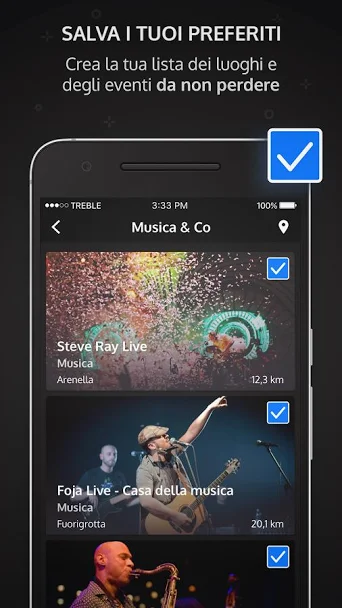 SALVA I TUOI PREFERITI
Crea la tua lista dei luoghi e
degli eventi da non perdere
TREBLE 3:33 PM 100%
Musica & Co
Steve Ray Live
Musica
Arenella 12,3 km
Foja Live - Casa della musica
Musica
Fuorigrotta 20,1 km